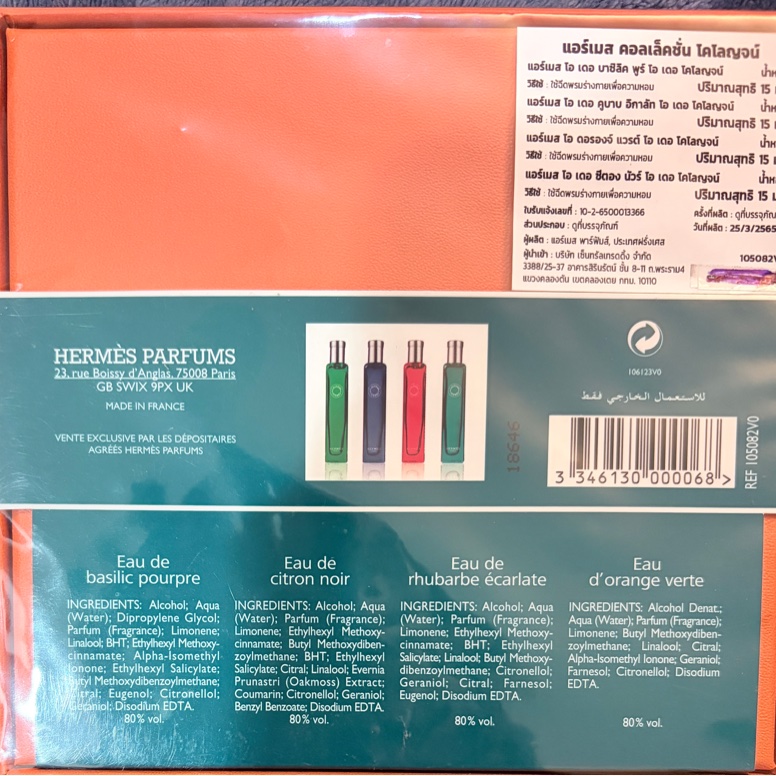 แอร์เมส คอลเล็คชั่น โคโลญจน์
แอร์เมส โอ เดอ บาซิลิค พูร์ โอ เดอ โคโลญจน์
วิธีใช้ : ใช้ฉีดพรมร่างกายเพื่อความหอม ปริมาณสุทธิ 15
แอร์เมส โอ เดอ คูบาบ อีกาลัท โอ เดอ โคโลญจน์
วิธีใช้ : ใช้ฉีดพรมร่างกายเพื่อความหอม ปริมาณสุทธิ 15
แอร์เมส โอ ดอรองจ์ แวรต์ โอ เดอ โคโลญจน์
วิธีใช้ : ใช้ฉีดพรมร่างกายเพื่อความหอม ปริมาณสุทธิ 15
แอร์เมส โอ เดอ ซีตอง นัวร์ โอ เดอ โคโลญจน์
วิธีใช้ : ใช้ฉีดพรมร่างกายเพื่อความหอม ปริมาณสุทธิ 15
ใบรับแจ้งเลขที่ : 10-2-6500013366 ครั้งที่ผลิต :
ส่วนประกอบ : ดูที่บรรจุภัณฑ์ วันที่ผลิต : 25/3/2565
ผู้ผลิต : แอร์เมส พาร์ฟัมส์, ประเทศฝรั่งเศส
ผู้นำเข้า : บริษัท เซ็นทรัลเทรดดิ้ง จำกัด 105082V
3388/25-37 อาคารสิรินรัตน์ ชั้น 8-11 ถ.พระราม4
แขวงคลองตัน เขตคลองเตย กทม. 10110
HERMÈS PARFUMS
23, rue Boissy d'Anglas, 75008 Paris
GB SW1X 9PX UK
MADE IN FRANCE
VENTE EXCLUSIVE PAR LES DÉPOSITAIRES
AGRÉÉS HERMÈS PARFUMS
18646
106123V0
للاستعمال الخارجي فقط
3 346130 000068 >
REF 105082V0
Eau de
basilic pourpre
INGREDIENTS: Alcohol; Aqua
(Water); Dipropylene Glycol;
Parfum (Fragrance); Limonene;
Linalool; BHT; Ethylhexyl Methoxy-
cinnamate; Alpha-Isomethyl
Ionone; Ethylhexyl Salicylate;
Butyl Methoxydibenzoylmethane;
Citral; Eugenol; Citronellol;
Geraniol; Disodium EDTA.
80% vol.
Eau de
citron noir
INGREDIENTS: Alcohol; Aqua
(Water); Parfum (Fragrance);
Limonene; Ethylhexyl Methoxy-
cinnamate; Butyl Methoxydiben-
zoylmethane; BHT; Ethylhexyl
Salicylate; Citral; Linalool; Evernia
Prunastri (Oakmoss) Extract;
Coumarin; Citronellol; Geraniol;
Benzyl Benzoate; Disodium EDTA.
80% vol.
Eau de
rhubarbe écarlate
INGREDIENTS: Alcohol; Aqua
(Water); Parfum (Fragrance);
Limonene; Ethylhexyl Methoxy-
cinnamate; BHT; Ethylhexyl
Salicylate; Linalool; Butyl Methoxy-
dibenzoylmethane; Citronellol;
Geraniol; Citral; Farnesol;
Eugenol; Disodium EDTA.
80% vol.
Eau
d'orange verte
INGREDIENTS: Alcohol Denat.;
Aqua (Water); Parfum (Fragrance);
Limonene; Butyl Methoxydiben-
zoylmethane; Linalool; Citral;
Alpha-Isomethyl Ionone; Geraniol;
Farnesol; Citronellol; Disodium
EDTA.
80% vol.